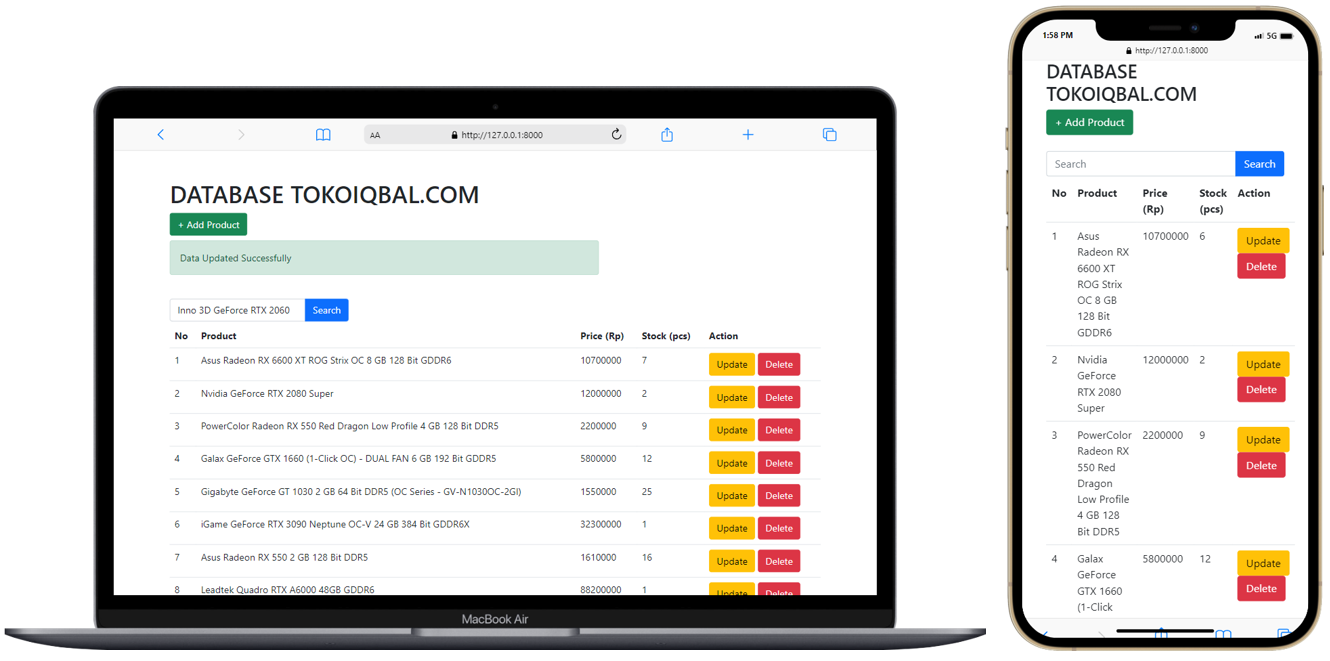 AA
http://127.0.0.1:8000
DATABASE TOKOIQBAL.COM
+ Add Product
Data Updated Successfully
Inno 3D GeForce RTX 2060 Search
No Product Price (Rp) Stock (pcs) Action
1 Asus Radeon RX 6600 XT ROG Strix OC 8 GB 128 Bit GDDR6 10700000 7 Update Delete
2 Nvidia GeForce RTX 2080 Super 12000000 2 Update Delete
3 PowerColor Radeon RX 550 Red Dragon Low Profile 4 GB 128 Bit DDR5 2200000 9 Update Delete
4 Galax GeForce GTX 1660 (1-Click OC) - DUAL FAN 6 GB 192 Bit GDDR5 5800000 12 Update Delete
5 Gigabyte GeForce GT 1030 2 GB 64 Bit DDR5 (OC Series - GV-N1030OC-2GI) 1550000 25 Update Delete
6 iGame GeForce RTX 3090 Neptune OC-V 24 GB 384 Bit GDDR6X 32300000 1 Update Delete
7 Asus Radeon RX 550 2 GB 128 Bit DDR5 1610000 16 Update Delete
8 Leadtek Quadro RTX A6000 48GB GDDR6 88200000 1 Update Delete
MacBook Air
1:58 PM 5G
http://127.0.0.1:8000
DATABASE
TOKOIQBAL.COM
+ Add Product
Search Search
No Product Price Stock Action
(Rp) (pcs)
1 Asus 10700000 6 Update
Radeon RX
6600 XT Delete
ROG Strix
OC 8 GB
128 Bit
GDDR6
2 Nvidia 12000000 2 Update
GeForce
RTX 2080 Delete
Super
3 PowerColor 2200000 9 Update
Radeon RX
550 Red Delete
Dragon
Low Profile
4 GB 128
Bit DDR5
4 Galax 5800000 12 Update
GeForce
GTX 1660 Delete
(1-Click